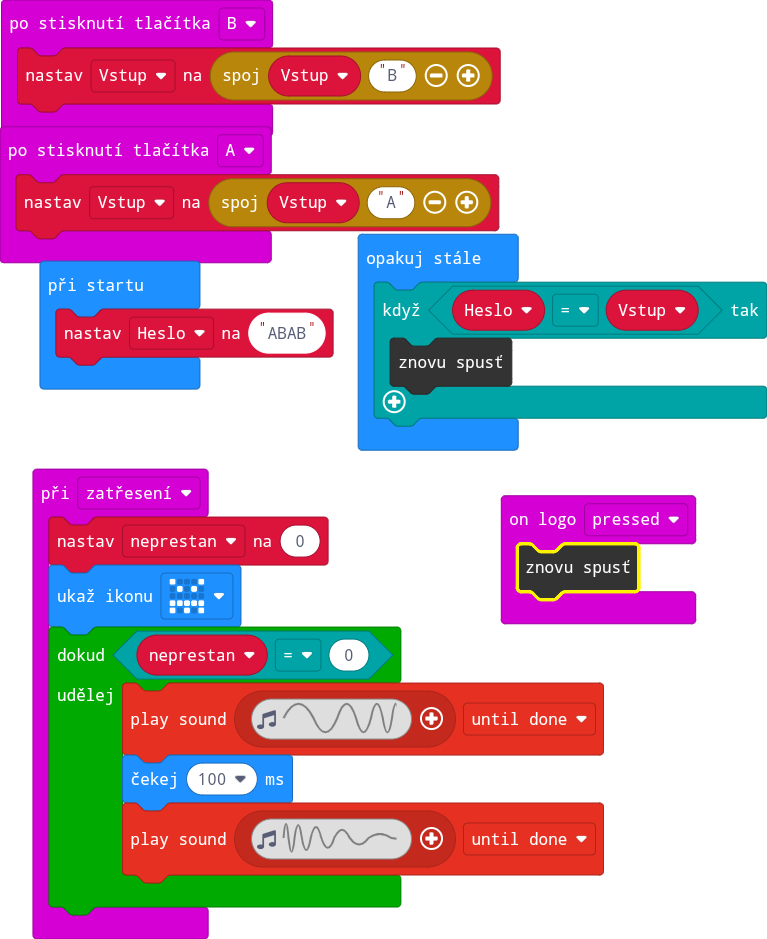 po stisknutí tlačítka B
nastav Vstup na spoj Vstup "B"
po stisknutí tlačítka A
nastav Vstup na spoj Vstup "A"
při startu
nastav Heslo na "ABAB"
opakuj stále
když Heslo = Vstup tak
znovu spusť
při zatřesení
nastav neprestan na 0
ukaž ikonu
dokud neprestan = 0
udělej
play sound until done
čekej 100 ms
play sound until done
on logo pressed
znovu spusť